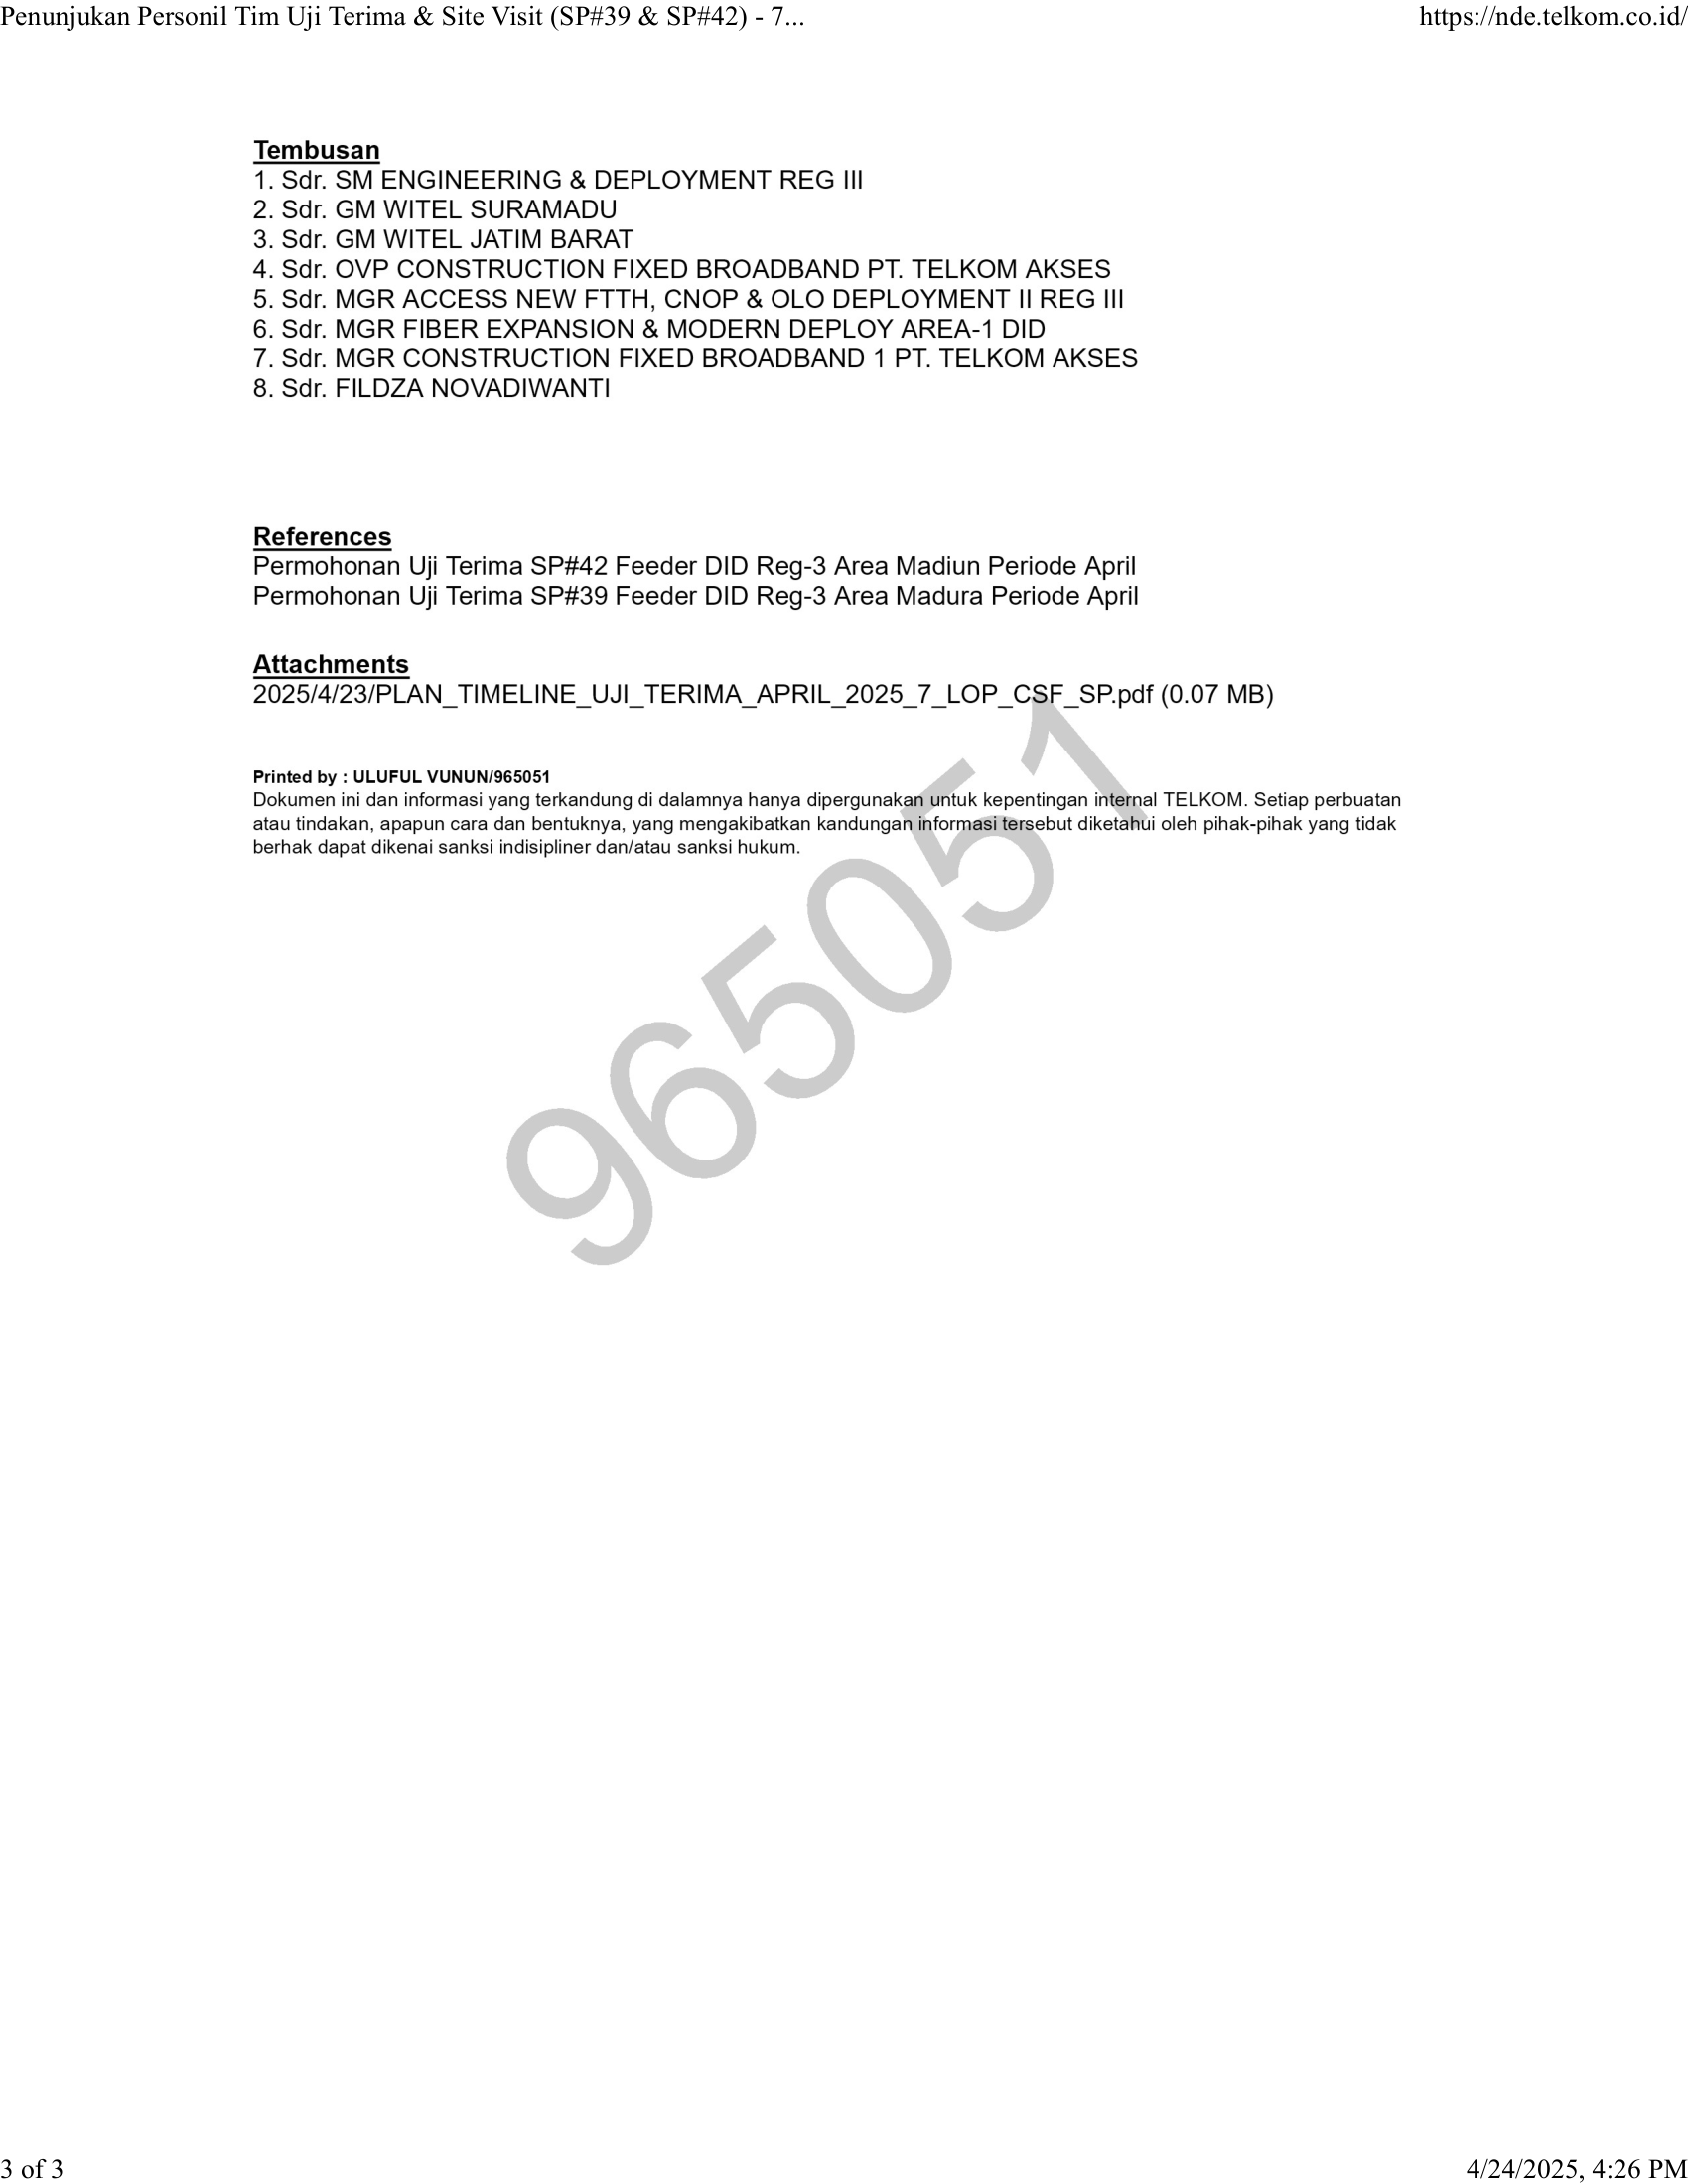 Penunjukan Personil Tim Uji Terima & Site Visit (SP#39 & SP#42) - 7...
https://nde.telkom.co.id/
Tembusan
1. Sdr. SM ENGINEERING & DEPLOYMENT REG III
2. Sdr. GM WITEL SURAMADU
3. Sdr. GM WITEL JATIM BARAT
4. Sdr. OVP CONSTRUCTION FIXED BROADBAND PT. TELKOM AKSES
5. Sdr. MGR ACCESS NEW FTTH, CNOP & OLO DEPLOYMENT II REG III
6. Sdr. MGR FIBER EXPANSION & MODERN DEPLOY AREA-1 DID
7. Sdr. MGR CONSTRUCTION FIXED BROADBAND 1 PT. TELKOM AKSES
8. Sdr. FILDZA NOVADIWANTI
References
Permohonan Uji Terima SP#42 Feeder DID Reg-3 Area Madiun Periode April
Permohonan Uji Terima SP#39 Feeder DID Reg-3 Area Madura Periode April
Attachments
2025/4/23/PLAN_TIMELINE_UJI_TERIMA_APRIL_2025_7_LOP_CSF_SP.pdf (0.07 MB)
Printed by : ULUFUL VUNUN/965051
Dokumen ini dan informasi yang terkandung di dalamnya hanya dipergunakan untuk kepentingan internal TELKOM. Setiap perbuatan
atau tindakan, apapun cara dan bentuknya, yang mengakibatkan kandungan informasi tersebut diketahui oleh pihak-pihak yang tidak
berhak dapat dikenai sanksi indisipliner dan/atau sanksi hukum.
965051
3 of 3
4/24/2025, 4:26 PM